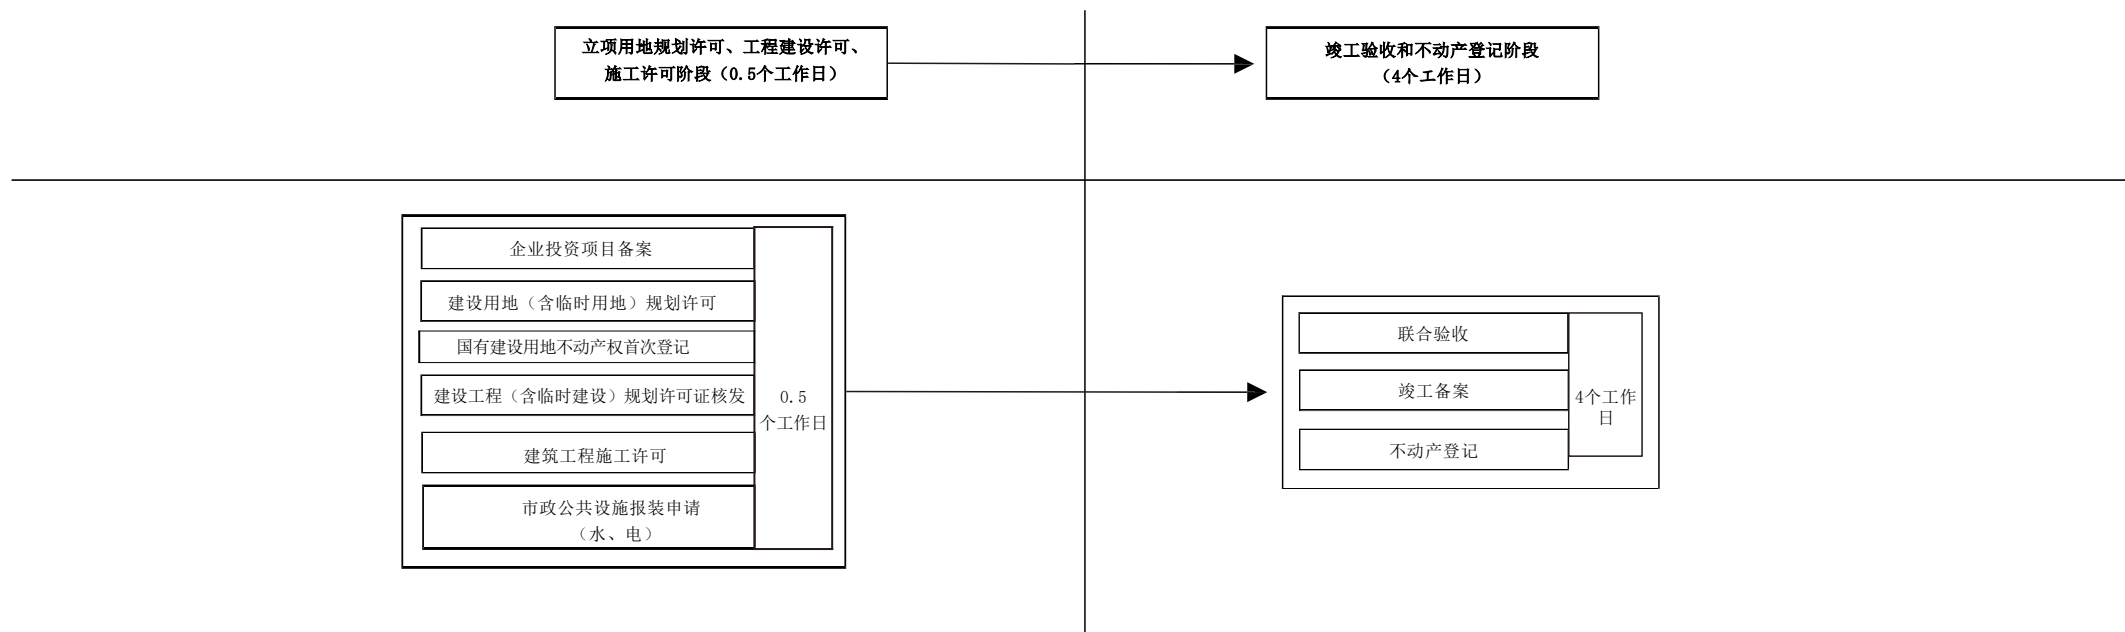 立项用地规划许可、工程建设许可、
施工许可阶段（0.5个工作日）
竣工验收和不动产登记阶段
（4个工作日）
企业投资项目备案
建设用地（含临时用地）规划许可
国有建设用地不动产权首次登记
建设工程（含临时建设）规划许可证核发
建筑工程施工许可
市政公共设施报装申请
（水、电）
0.5
个工作日
联合验收
竣工备案
不动产登记
4个工作
日